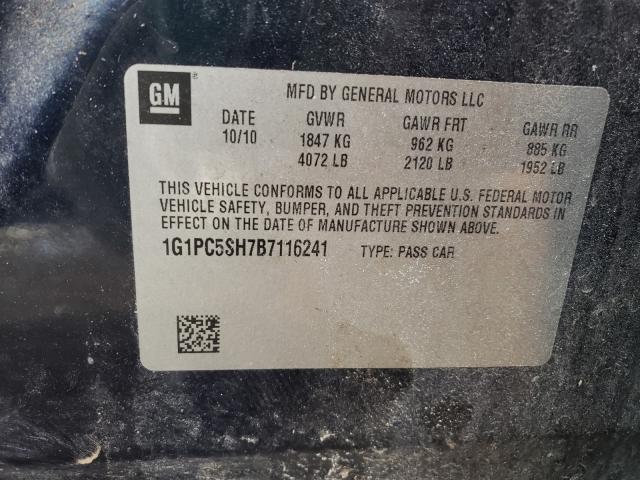 GM ®
MFD BY GENERAL MOTORS LLC
DATE GVWR GAWR FRT GAWR RR
10/10 1847 KG 962 KG 885 KG
4072 LB 2120 LB 1952 LB
THIS VEHICLE CONFORMS TO ALL APPLICABLE U.S. FEDERAL MOTOR
VEHICLE SAFETY, BUMPER, AND THEFT PREVENTION STANDARDS IN
EFFECT ON THE DATE OF MANUFACTURE SHOWN ABOVE.
1G1PC5SH7B7116241 TYPE: PASS CAR